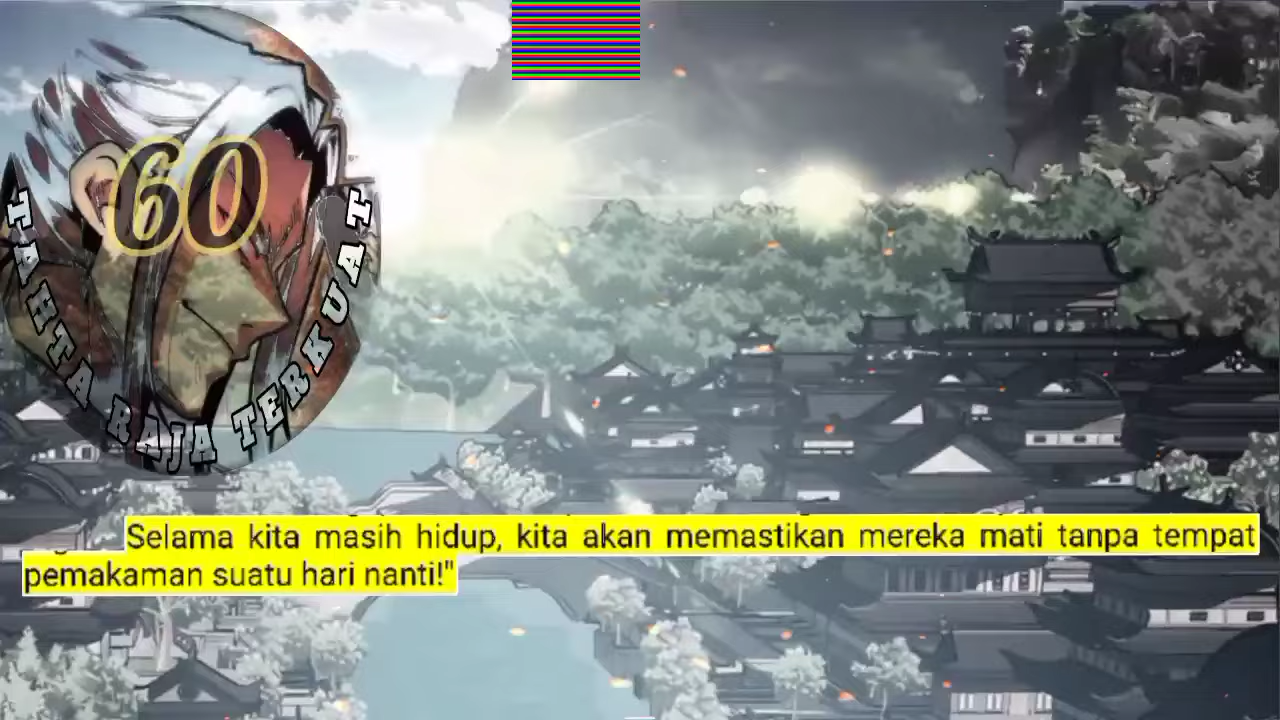 60
TAHTA RAJA TERKUAT
Selama kita masih hidup, kita akan memastikan mereka mati tanpa tempat
pemakaman suatu hari nanti!"